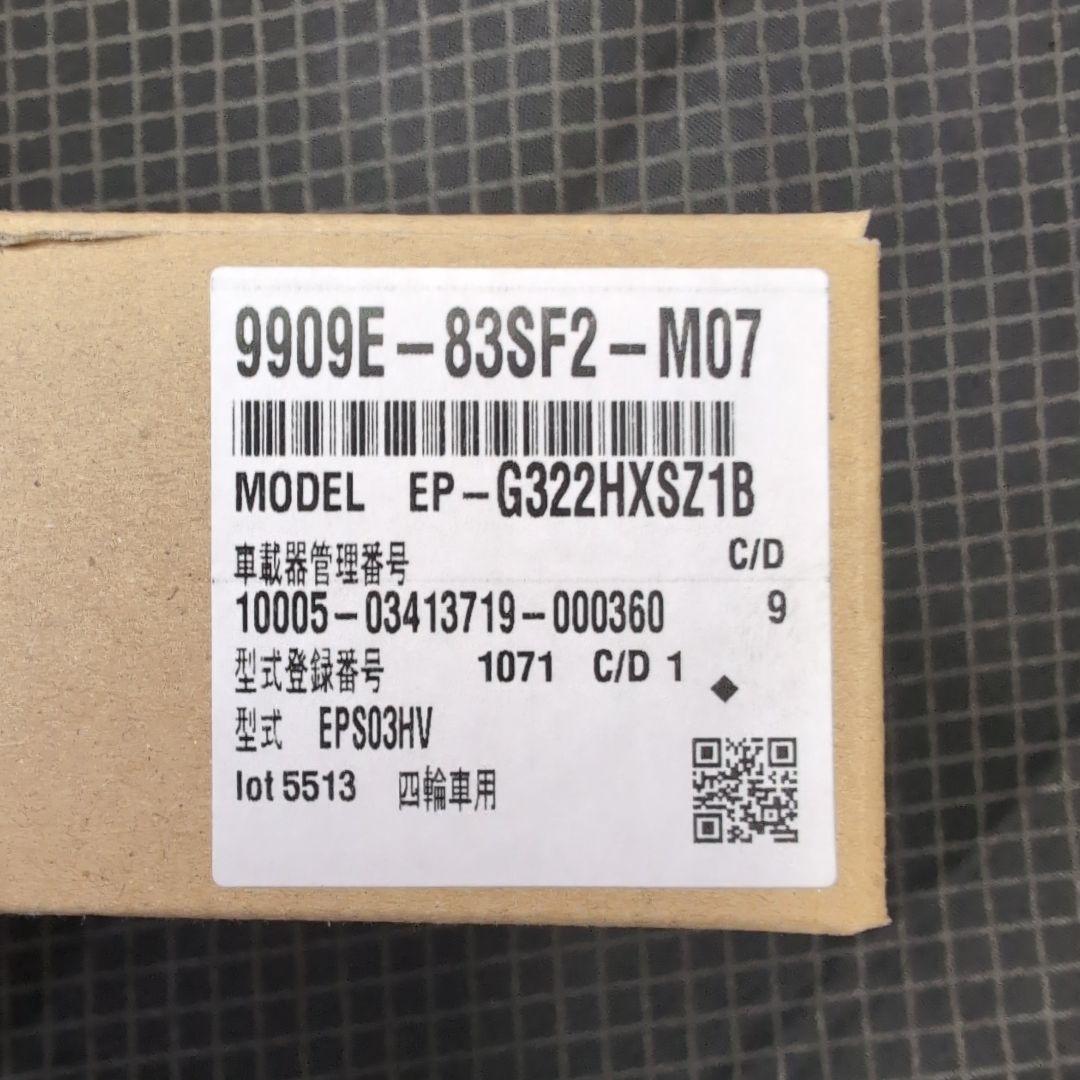 9909E-83SF2-M07
MODEL EP-G322HXSZ1B
車載器管理番号 C/D
10005-03413719-000360 9
型式登録番号 1071 C/D 1
型式 EPS03HV
lot 5513 四輪車用